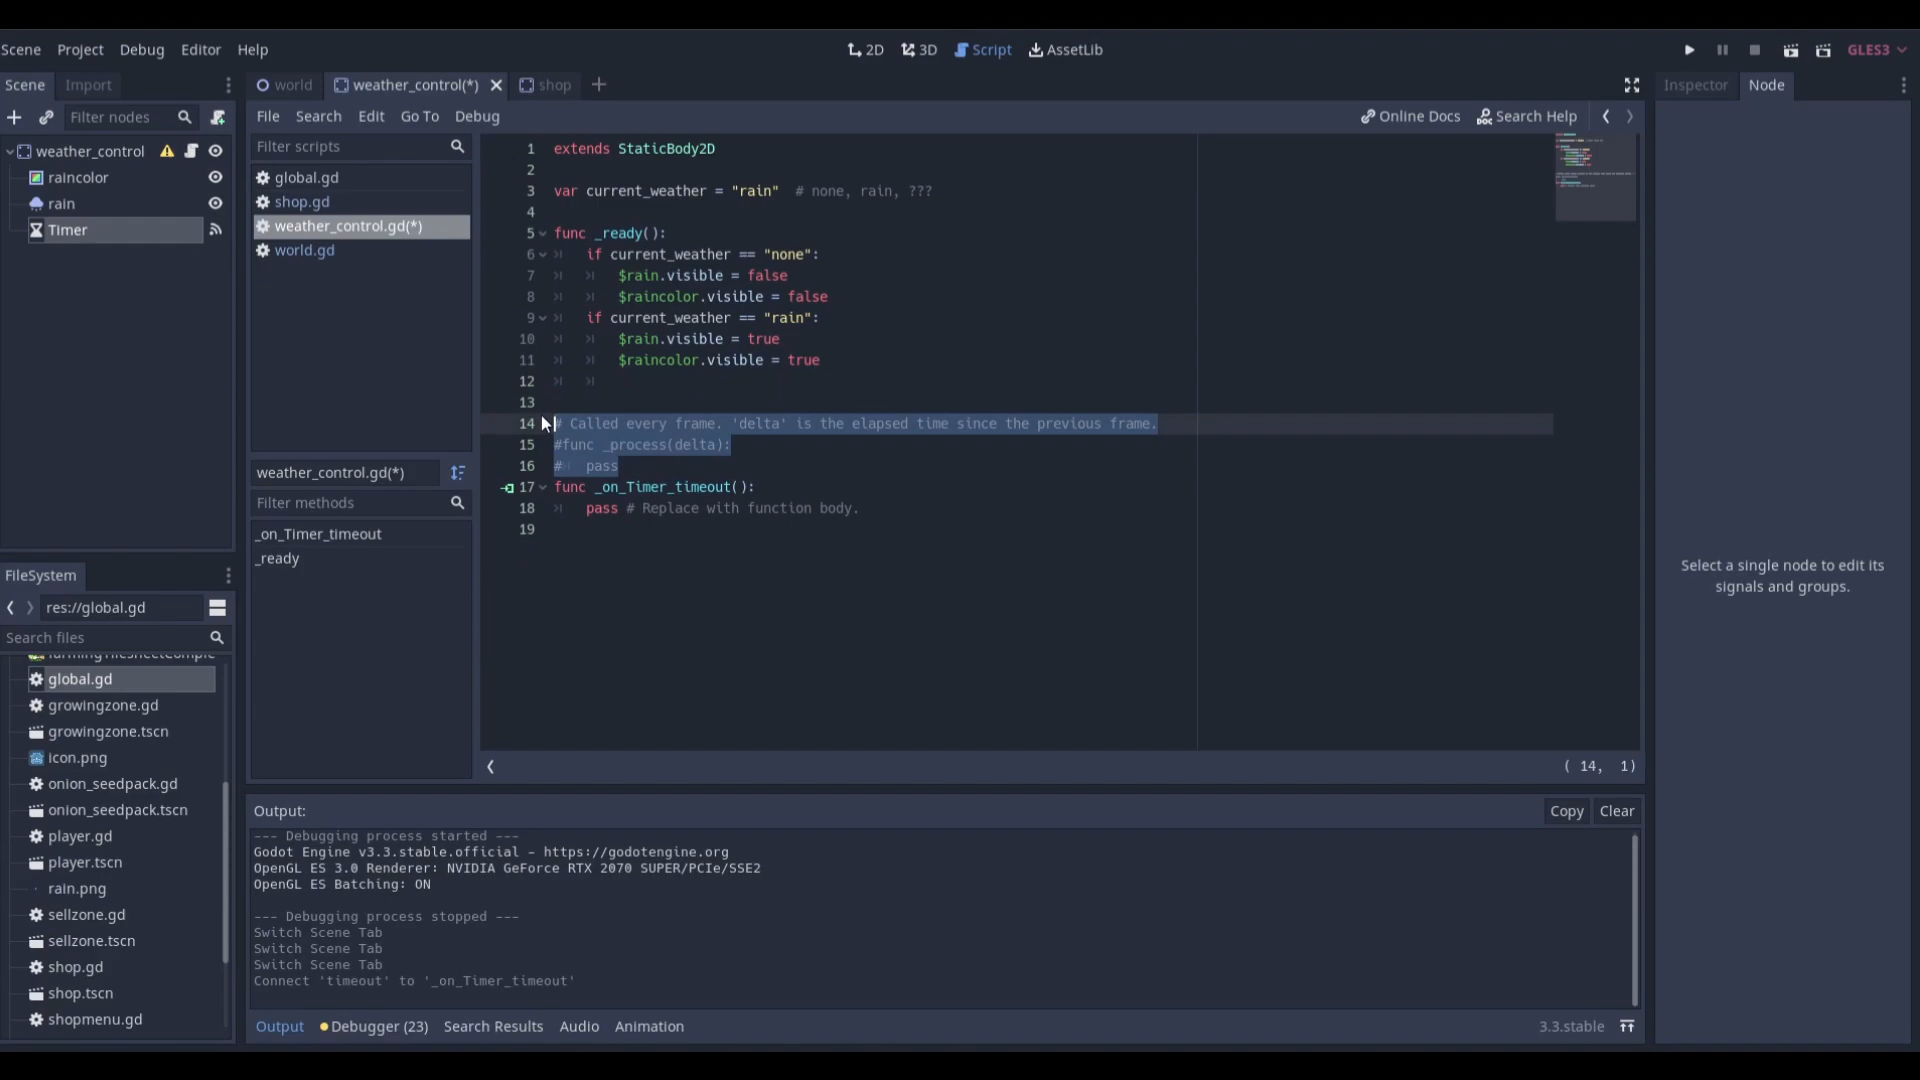 Scene Project Debug Editor Help
2D 3D Script AssetLib
GLES3
Scene Import
world weather_control(*) shop
Inspector Node
Filter nodes
File Search Edit Go To Debug
Online Docs Search Help
weather_control
raincolor
rain
Timer
Filter scripts
global.gd
shop.gd
weather_control.gd(*)
world.gd
weather_control.gd(*)
Filter methods
_on_Timer_timeout
_ready
1 extends StaticBody2D
2
3 var current_weather = "rain" # none, rain, ???
4
5 func _ready():
6 if current_weather == "none":
7 $rain.visible = false
8 $raincolor.visible = false
9 if current_weather == "rain":
10 $rain.visible = true
11 $raincolor.visible = true
12
13
14 # Called every frame. 'delta' is the elapsed time since the previous frame.
15 #func _process(delta):
16 # pass
17 func _on_Timer_timeout():
18 pass # Replace with function body.
19
( 14, 1)
Select a single node to edit its
signals and groups.
FileSystem
res://global.gd
Search files
global.gd
growingzone.gd
growingzone.tscn
icon.png
onion_seedpack.gd
onion_seedpack.tscn
player.gd
player.tscn
rain.png
sellzone.gd
sellzone.tscn
shop.gd
shop.tscn
shopmenu.gd
Output:
Copy Clear
--- Debugging process started ---
Godot Engine v3.3.stable.official - https://godotengine.org
OpenGL ES 3.0 Renderer: NVIDIA GeForce RTX 2070 SUPER/PCIe/SSE2
OpenGL ES Batching: ON
--- Debugging process stopped ---
Switch Scene Tab
Switch Scene Tab
Switch Scene Tab
Connect 'timeout' to '_on_Timer_timeout'
Output Debugger (23) Search Results Audio Animation
3.3.stable